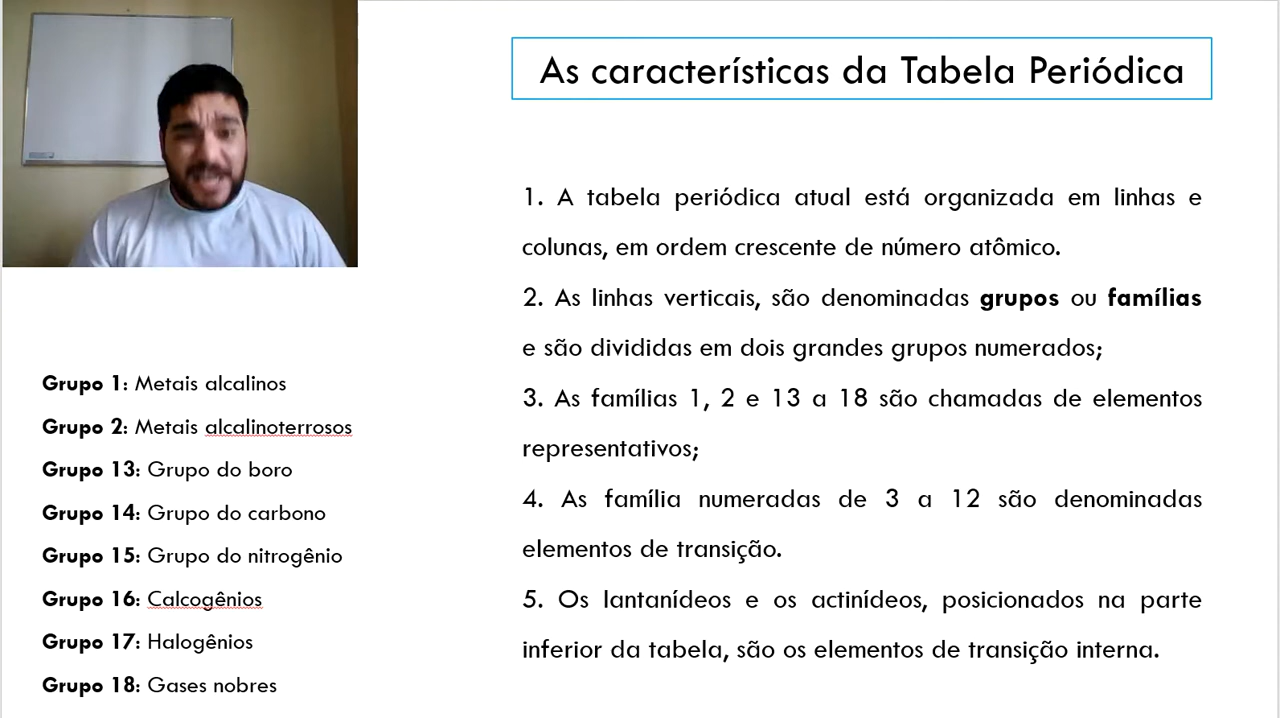 As características da Tabela Periódica
1. A tabela periódica atual está organizada em linhas e
colunas, em ordem crescente de número atômico.
2. As linhas verticais, são denominadas grupos ou famílias
e são divididas em dois grandes grupos numerados;
3. As famílias 1, 2 e 13 a 18 são chamadas de elementos
representativos;
4. As família numeradas de 3 a 12 são denominadas
elementos de transição.
5. Os lantanídeos e os actinídeos, posicionados na parte
inferior da tabela, são os elementos de transição interna.
Grupo 1: Metais alcalinos
Grupo 2: Metais alcalinoterrosos
Grupo 13: Grupo do boro
Grupo 14: Grupo do carbono
Grupo 15: Grupo do nitrogênio
Grupo 16: Calcogênios
Grupo 17: Halogênios
Grupo 18: Gases nobres